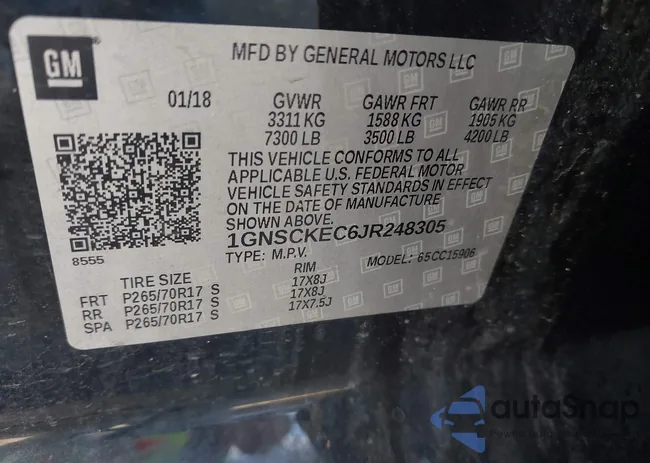 GM
MFD BY GENERAL MOTORS LLC
01/18 GVWR GAWR FRT GAWR RR
3311 KG 1588 KG 1905 KG
7300 LB 3500 LB 4200 LB
THIS VEHICLE CONFORMS TO ALL
APPLICABLE U.S. FEDERAL MOTOR
VEHICLE SAFETY STANDARDS IN EFFECT
ON THE DATE OF MANUFACTURE
SHOWN ABOVE.
1GNSCKEC6JR248305
TYPE: M.P.V. MODEL: 65CC15906
8555
TIRE SIZE RIM
FRT P265/70R17 S 17X8J
RR P265/70R17 S 17X8J
SPA P265/70R17 S 17X7.5J
autoSnap